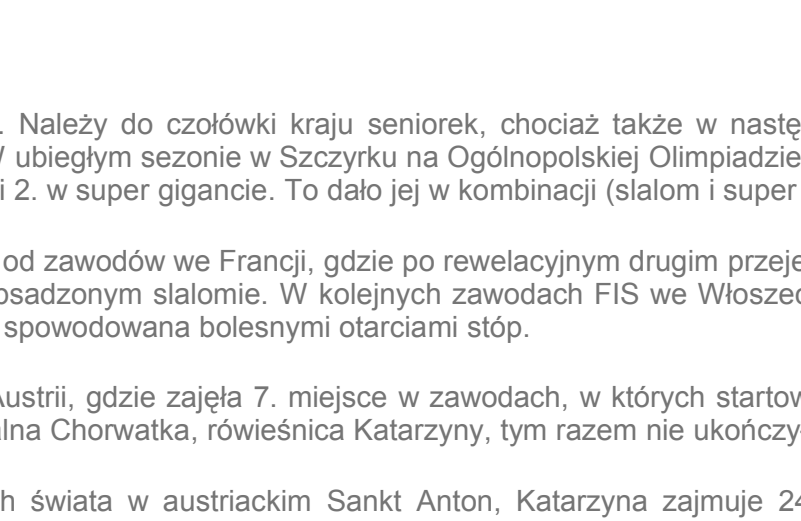 . Należy do czołówki kraju seniorek, chociaż także w nastę
ubiegłym sezonie w Szczyrku na Ogólnopolskiej Olimpiadzie
i 2. w super gigancie. To dało jej w kombinacji (slalom i super
od zawodów we Francji, gdzie po rewelacyjnym drugim przeje
osadzonym slalomie. W kolejnych zawodach FIS we Włoszec
spowodowana bolesnymi otarciami stóp.
Austrii, gdzie zajęła 7. miejsce w zawodach, w których startow
alna Chorwatka, rówieśnica Katarzyny, tym razem nie ukończy
h świata w austriackim Sankt Anton, Katarzyna zajmuje 24